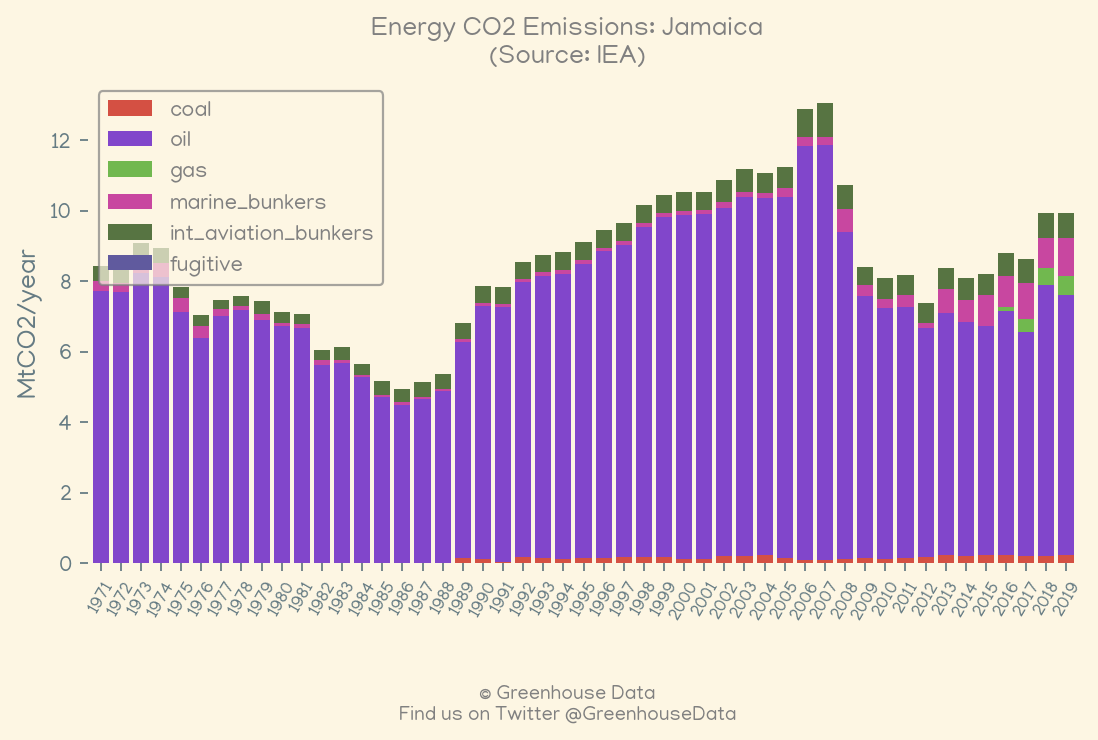 Energy CO2 Emissions: Jamaica
(Source: IEA)
coal
oil
gas
marine_bunkers
int_aviation_bunkers
fugitive
MtCO2/year
12
10
8
6
4
2
0
1971 1972 1973 1974 1975 1976 1977 1978 1979 1980 1981 1982 1983 1984 1985 1986 1987 1988 1989 1990 1991 1992 1993 1994 1995 1996 1997 1998 1999 2000 2001 2002 2003 2004 2005 2006 2007 2008 2009 2010 2011 2012 2013 2014 2015 2016 2017 2018 2019
© Greenhouse Data
Find us on Twitter @GreenhouseData